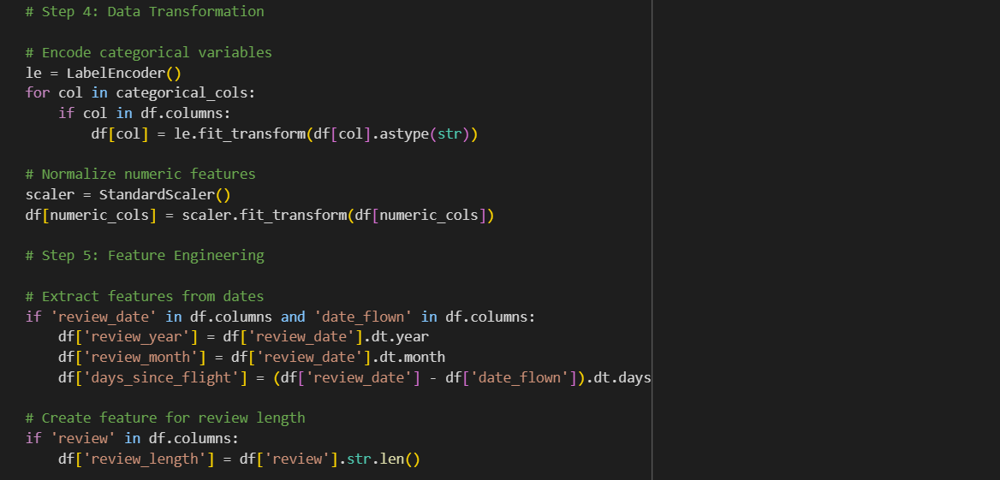 # Step 4: Data Transformation
# Encode categorical variables
le = LabelEncoder()
for col in categorical_cols:
    if col in df.columns:
        df[col] = le.fit_transform(df[col].astype(str))
# Normalize numeric features
scaler = StandardScaler()
df[numeric_cols] = scaler.fit_transform(df[numeric_cols])
# Step 5: Feature Engineering
# Extract features from dates
if 'review_date' in df.columns and 'date_flown' in df.columns:
    df['review_year'] = df['review_date'].dt.year
    df['review_month'] = df['review_date'].dt.month
    df['days_since_flight'] = (df['review_date'] - df['date_flown']).dt.days
# Create feature for review length
if 'review' in df.columns:
    df['review_length'] = df['review'].str.len()